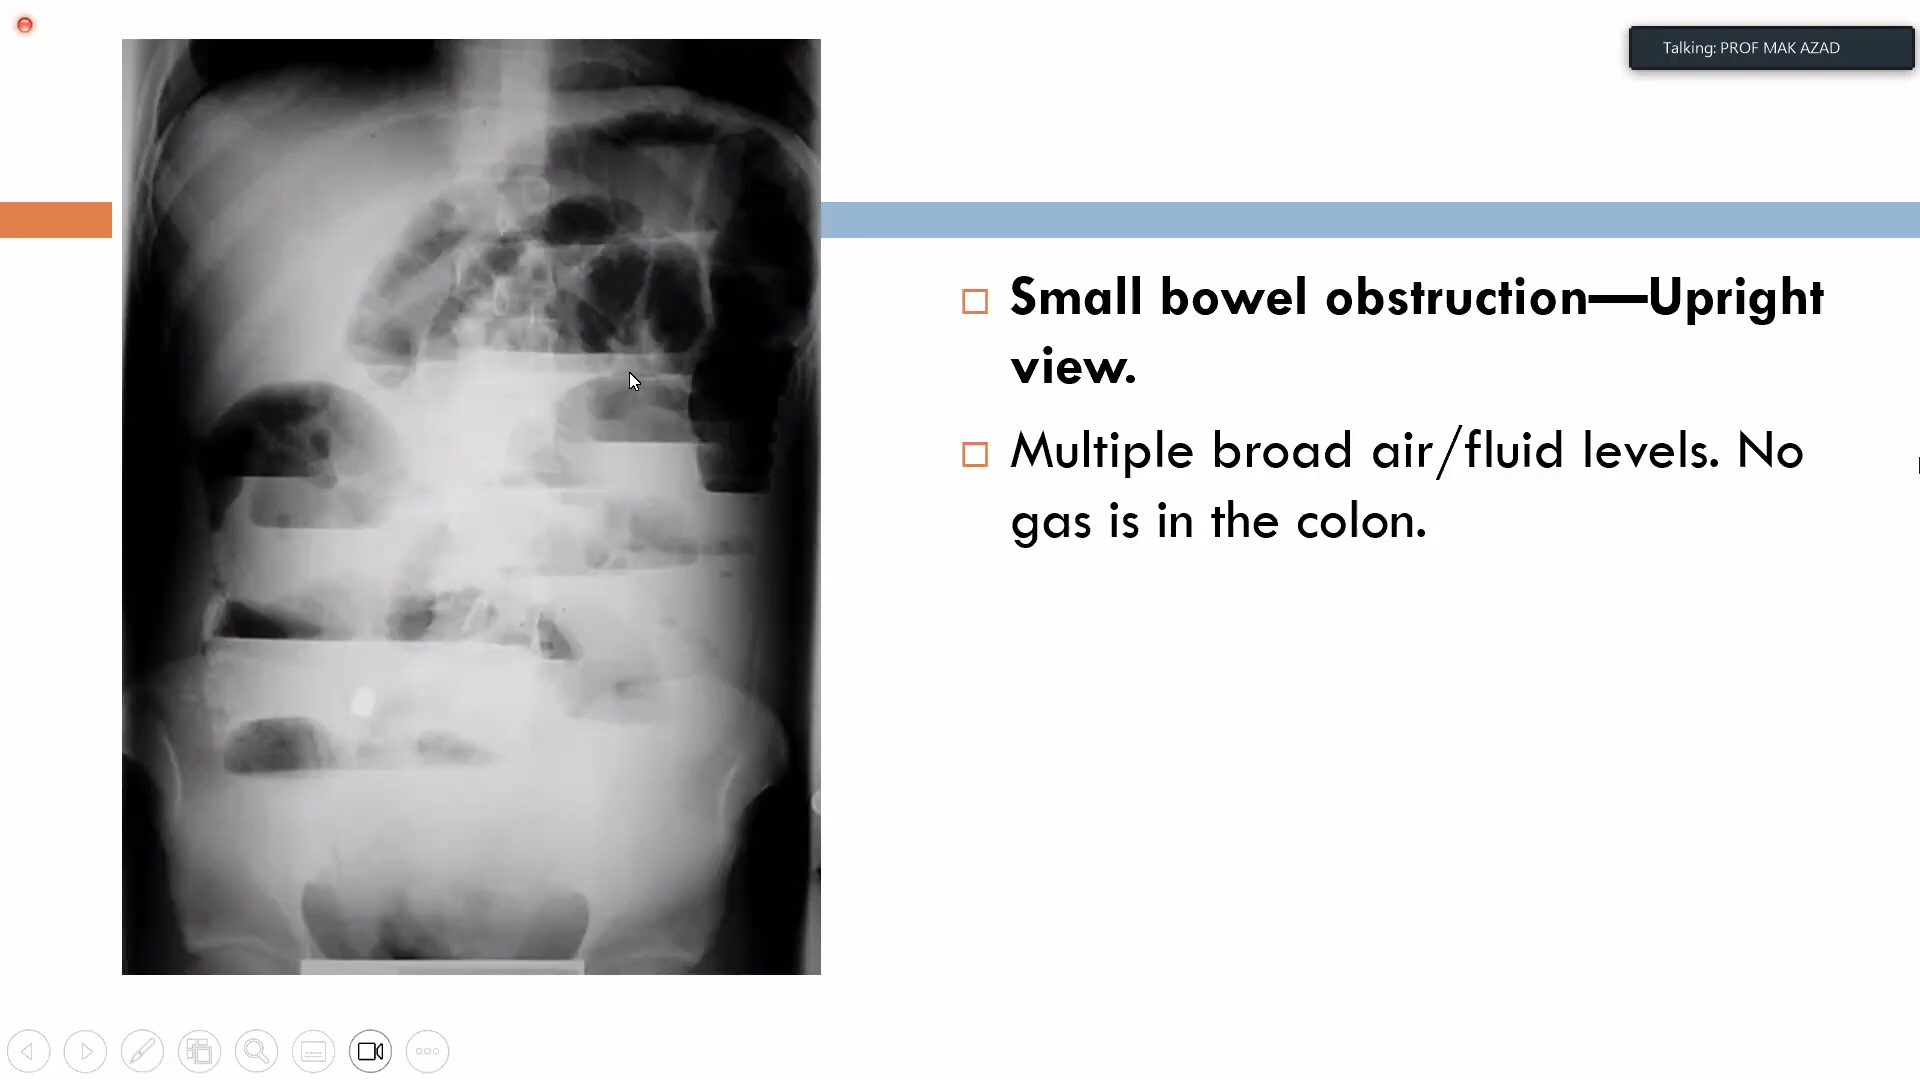 Talking: PROF MAK AZAD
Small bowel obstruction—Upright
view.
Multiple broad air/fluid levels. No
gas is in the colon.